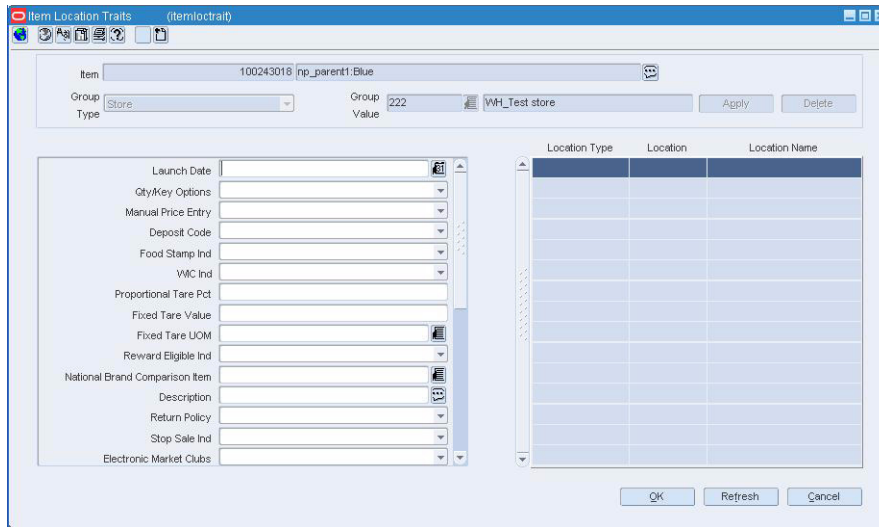 Item Location Traits (itemloctrait)
Item 100243018 np_parent1:Blue
Group Type Store Group Value 222 WH_Test store Apply Delete
Location Type Location Location Name
Launch Date
Qty/Key Options
Manual Price Entry
Deposit Code
Food Stamp Ind
WIC Ind
Proportional Tare Pct
Fixed Tare Value
Fixed Tare UOM
Reward Eligible Ind
National Brand Comparison Item
Description
Return Policy
Stop Sale Ind
Electronic Market Clubs
OK Refresh Cancel